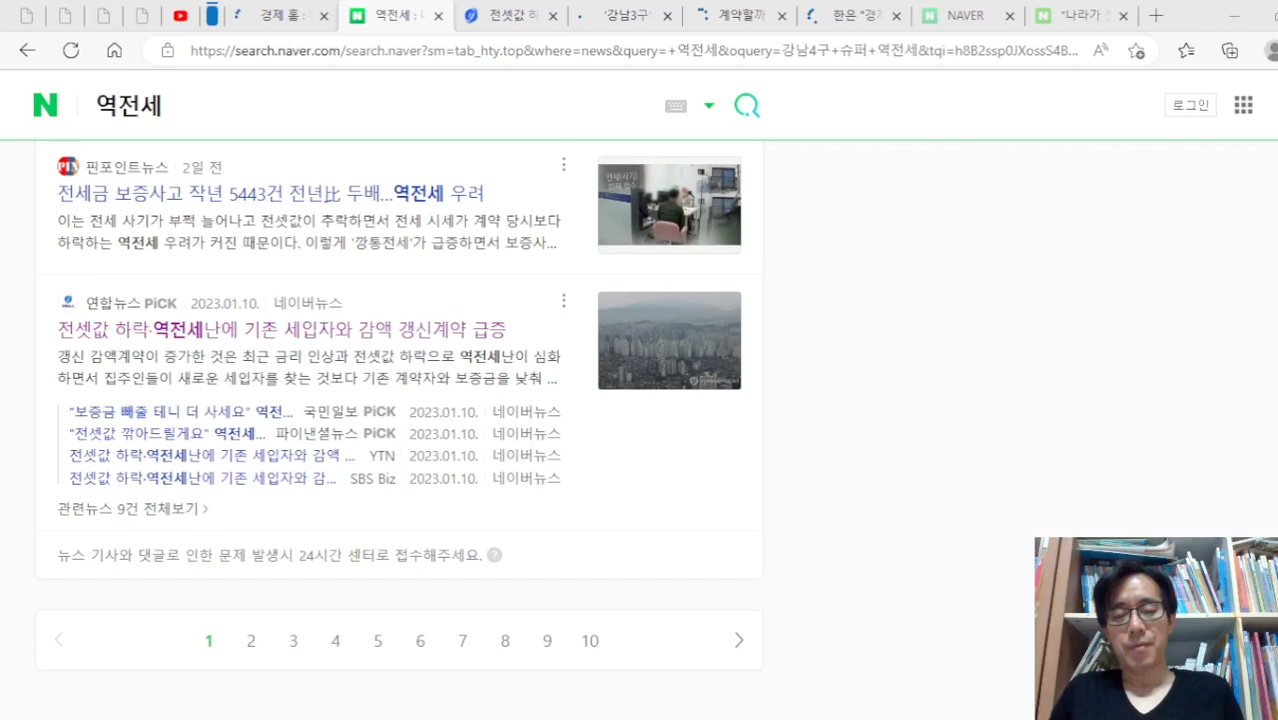 경제 홈 :
역전세 : 네
전셋값 하
'강남3구'
계약할까
한은 "경기
NAVER
"나라가 정
https://search.naver.com/search.naver?sm=tab_hty.top&where=news&query=+역전세&oquery=강남4구+슈퍼+역전세&tqi=h8B2ssp0JXossS4B...
N 역전세
로그인
핀포인트뉴스 2일 전
전세금 보증사고 작년 5443건 전년比 두배...역전세 우려
이는 전세 사기가 부쩍 늘어나고 전셋값이 추락하면서 전세 시세가 계약 당시보다
하락하는 역전세 우려가 커진 때문이다. 이렇게 '깡통전세'가 급증하면서 보증사...
연합뉴스 PiCK 2023.01.10. 네이버뉴스
전셋값 하락·역전세난에 기존 세입자와 감액 갱신계약 급증
갱신 감액계약이 증가한 것은 최근 금리 인상과 전셋값 하락으로 역전세난이 심화
하면서 집주인들이 새로운 세입자를 찾는 것보다 기존 계약자와 보증금을 낮춰 ...
"보증금 빼줄 테니 더 사세요" 역전... 국민일보 PiCK 2023.01.10. 네이버뉴스
"전셋값 깎아드릴게요" 역전세... 파이낸셜뉴스 PiCK 2023.01.10. 네이버뉴스
전셋값 하락·역전세난에 기존 세입자와 감액 ... YTN 2023.01.10. 네이버뉴스
전셋값 하락·역전세난에 기존 세입자와 감... SBS Biz 2023.01.10. 네이버뉴스
관련뉴스 9건 전체보기 >
뉴스 기사와 댓글로 인한 문제 발생시 24시간 센터로 접수해주세요. ?
< 1 2 3 4 5 6 7 8 9 10 >